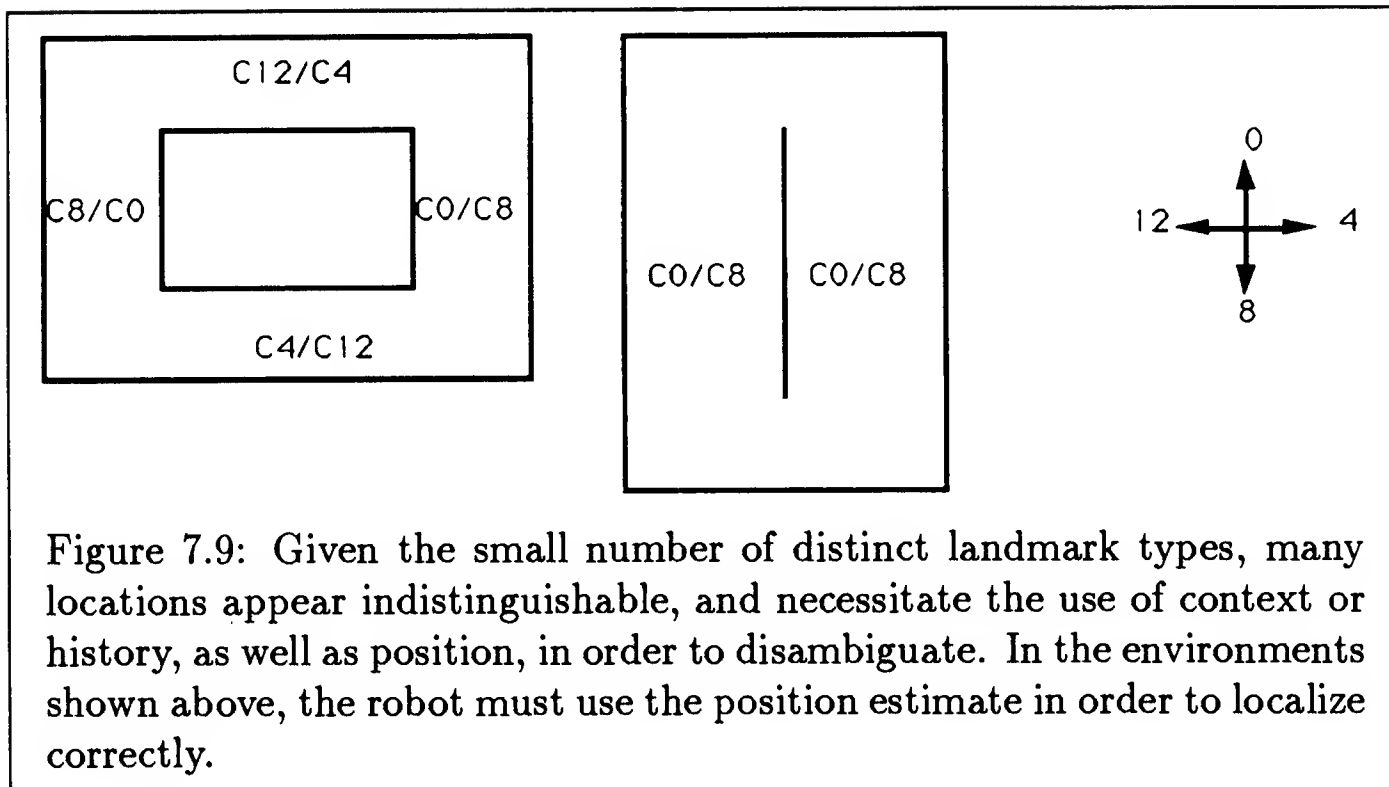 C12/C4
C8/C0
C0/C8
C4/C12
C0/C8 C0/C8
0
12 4
8
Figure 7.9: Given the small number of distinct landmark types, many
locations appear indistinguishable, and necessitate the use of context or
history, as well as position, in order to disambiguate. In the environments
shown above, the robot must use the position estimate in order to localize
correctly.